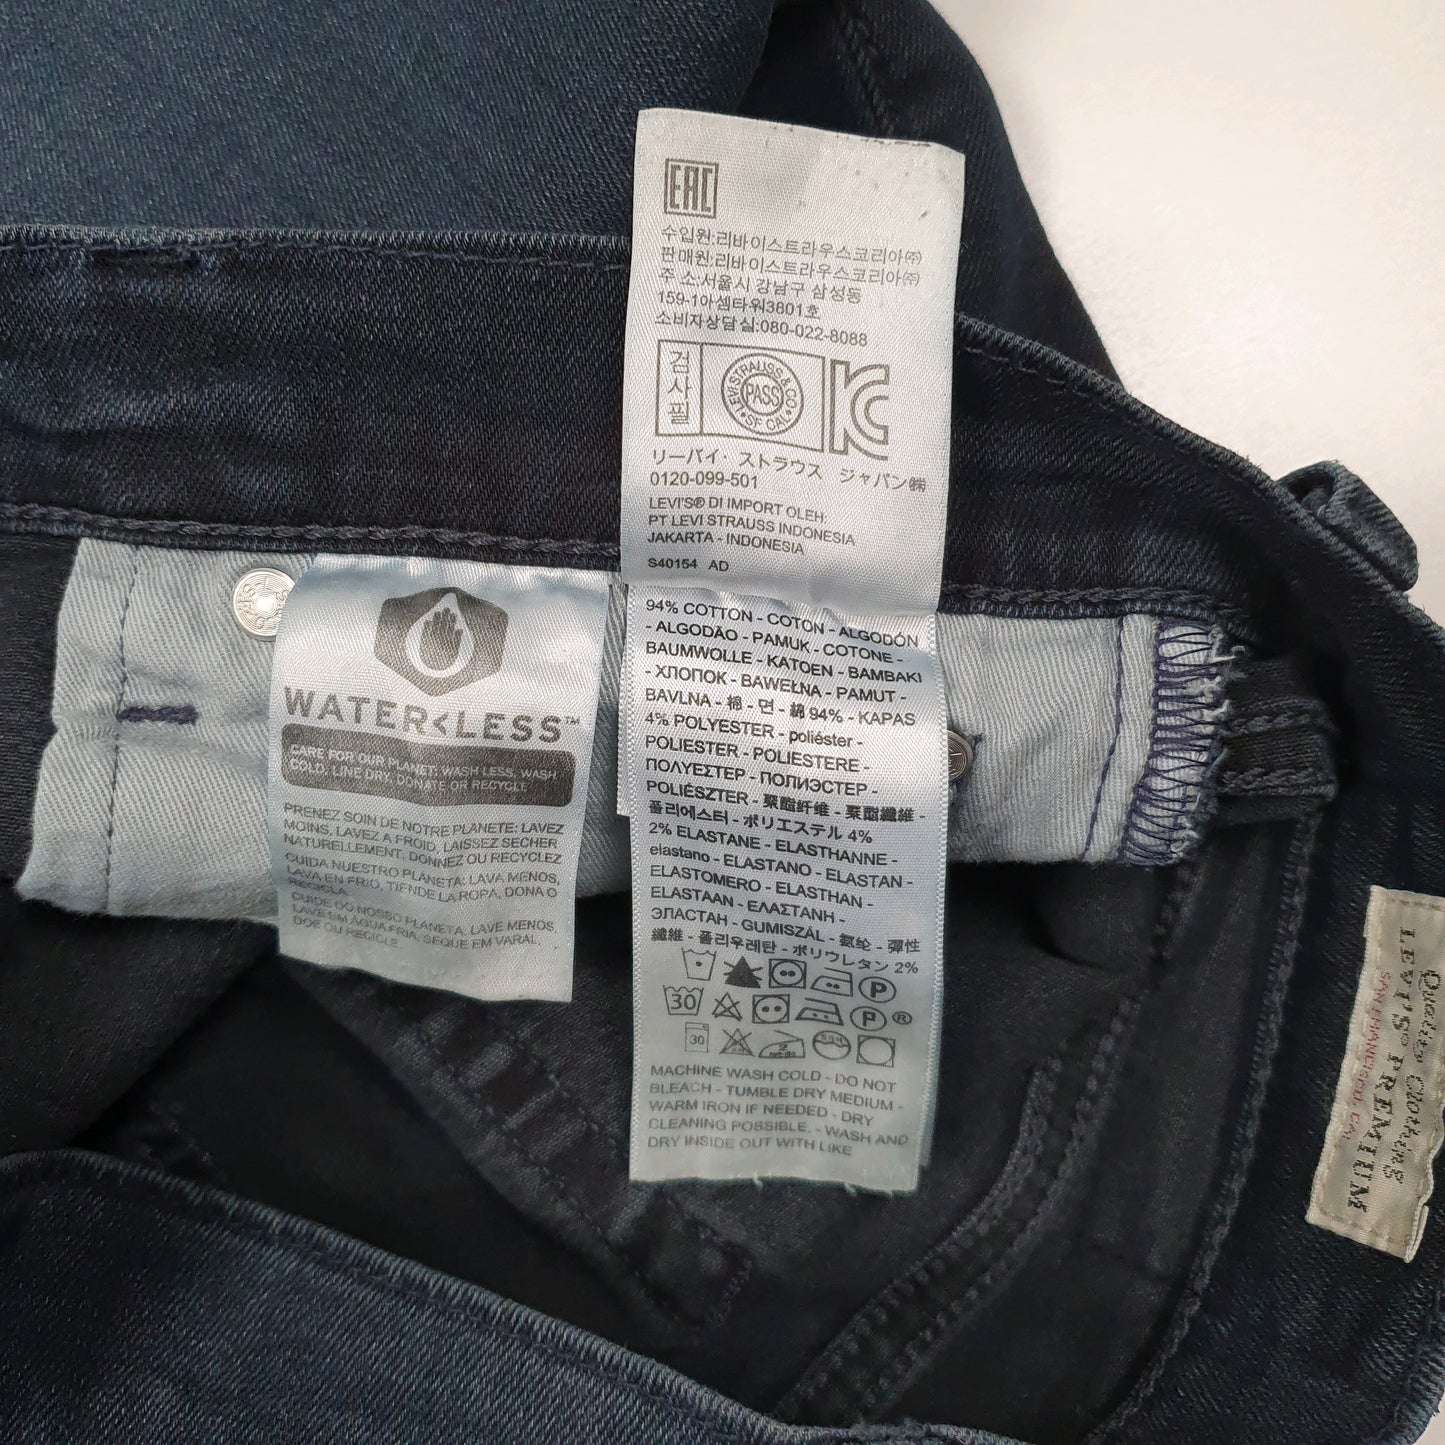 EAC
수입원:리바이스트라우스코리아㈜
판매원:리바이스트라우스코리아㈜
주 소:서울시 강남구 삼성동
159-1아셈타워3801호
소비자상담실:080-022-8088
검사필
LEVI STRAUSS & CO
PASS
SF CAL
KC
リーバイ・ストラウス ジャパン㈱
0120-099-501
LEVI'S® DI IMPORT OLEH:
PT LEVI STRAUSS INDONESIA
JAKARTA - INDONESIA
S40154 AD
94% COTTON - COTON - ALGODÓN
- ALGODÃO - PAMUK - COTONE -
BAUMWOLLE - KATOEN - BAMBAKI
- ХЛОПОК - BAWEŁNA - PAMUT -
BAVLNA - 棉 - 면 - 綿 94% - KAPAS
4% POLYESTER - poliéster -
POLIESTER - POLIESTERE -
ΠΟΛΥΕΣΤΕΡ - ПОЛИЭСТЕР -
POLIÉSZTER - 聚酯纤维 - 聚酯纖維 -
폴리에스터 - ポリエステル 4%
2% ELASTANE - ELASTHANNE -
elastano - ELASTANO - ELASTAN -
ELASTOMERO - ELASTHAN -
ELASTAAN - ΕΛΑΣΤΑΝΗ -
ЭЛАСТАН - GUMISZÁL - 氨纶 - 彈性
纖維 - 폴리우레탄 - ポリウレタン 2%
P
30 P ®
30
MACHINE WASH COLD - DO NOT
BLEACH - TUMBLE DRY MEDIUM -
WARM IRON IF NEEDED - DRY
CLEANING POSSIBLE, - WASH AND
DRY INSIDE OUT WITH LIKE
WATER<LESS™
CARE FOR OUR PLANET: WASH LESS, WASH
COLD, LINE DRY, DONATE OR RECYCLE
PRENEZ SOIN DE NOTRE PLANETE: LAVEZ
MOINS, LAVEZ A FROID, LAISSEZ SECHER
NATURELLEMENT, DONNEZ OU RECYCLEZ
CUIDA NUESTRO PLANETA: LAVA MENOS,
LAVA EN FRIO, TIENDE LA ROPA, DONA O
RECICLA
CUIDE DO NOSSO PLANETA, LAVE MENOS,
LAVE EM AGUA FRIA, SEQUE EM VARAL,
DOE OU RECICLE
Quality Clothing
LEVI'S PREMIUM
SAN FRANCISCO, CAL